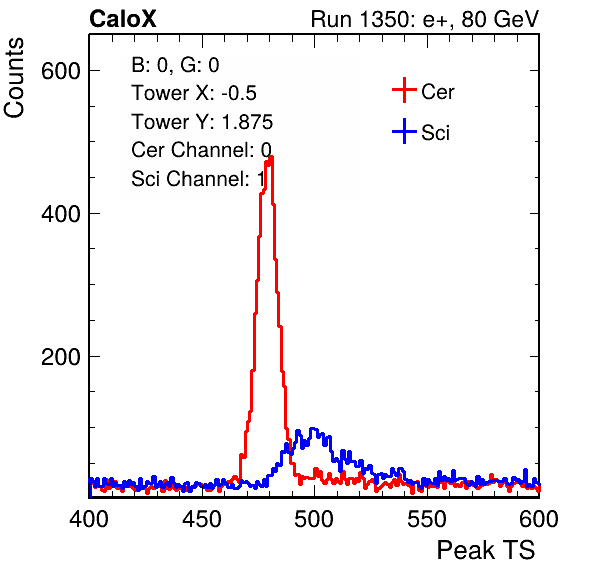 CaloX Run 1350: e+, 80 GeV
Counts
B: 0, G: 0
Tower X: -0.5
Tower Y: 1.875
Cer Channel: 0
Sci Channel: 1
Cer
Sci
600
400
200
400 450 500 550 600
Peak TS